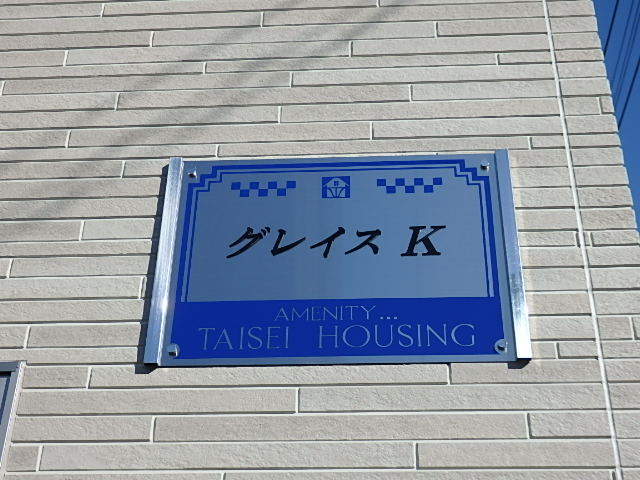 グレイス K
AMENITY...
TAISEI HOUSING